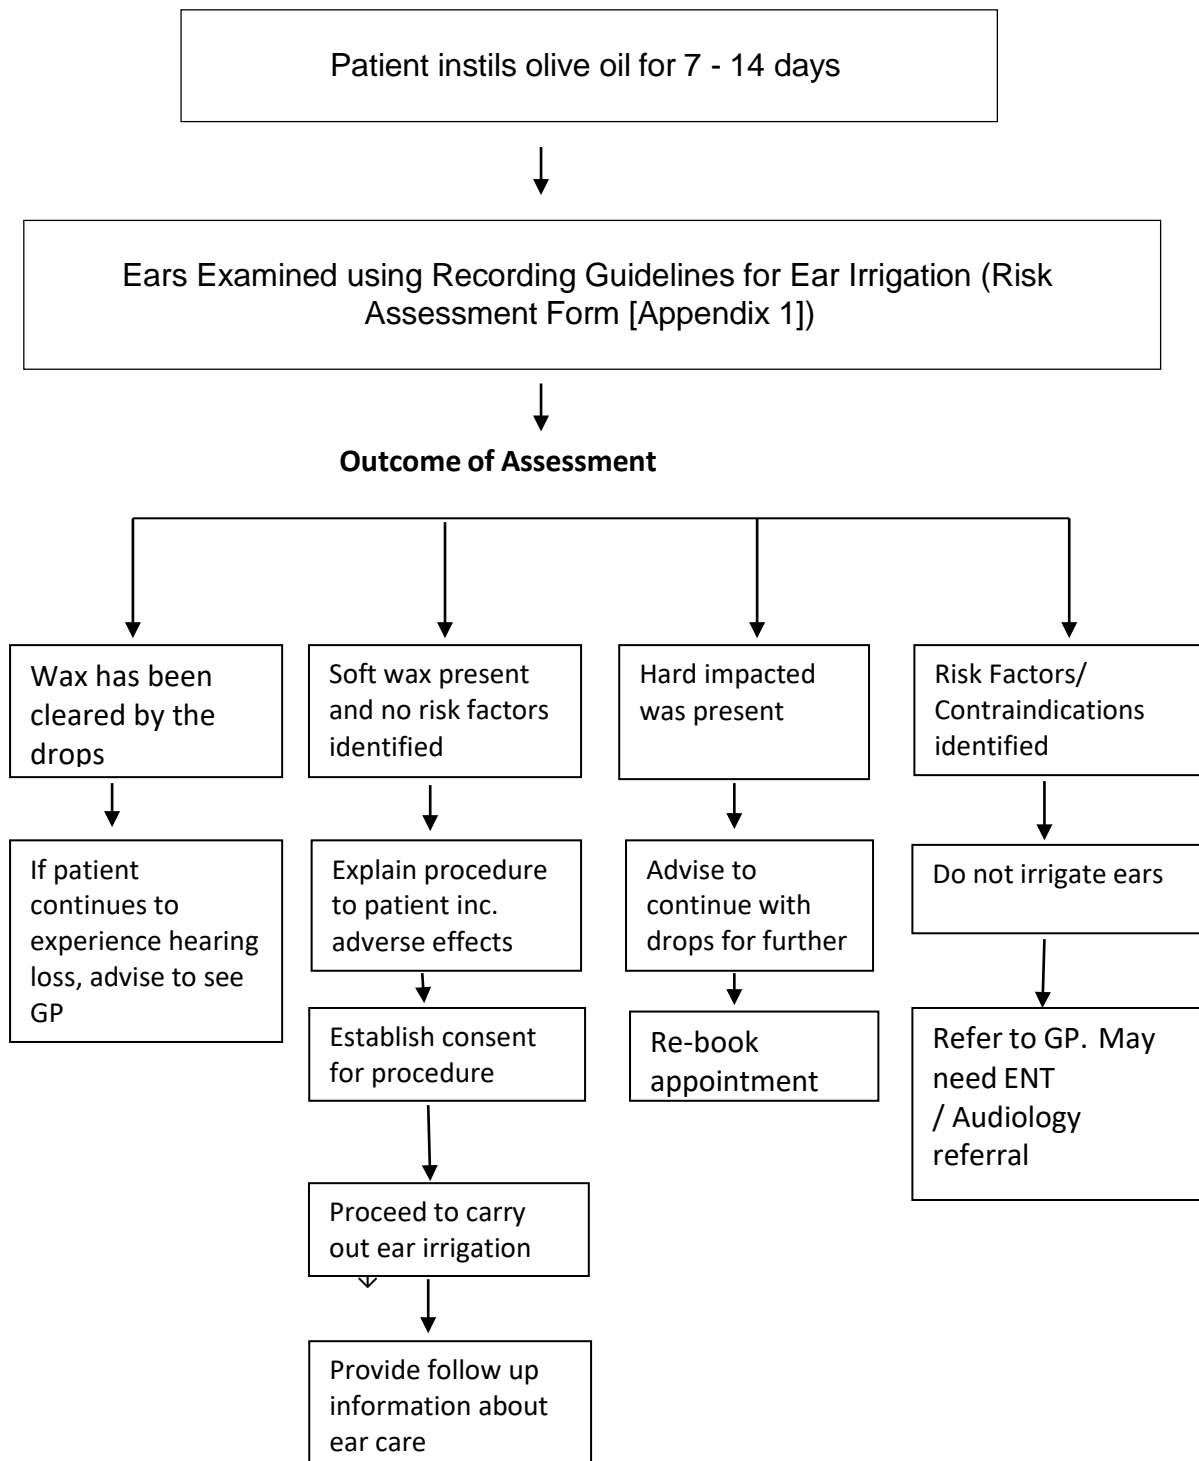 Patient instils olive oil for 7 - 14 days
Ears Examined using Recording Guidelines for Ear Irrigation (Risk
Assessment Form [Appendix 1])
Outcome of Assessment
Wax has been
cleared by the
drops
If patient
continues to
experience hearing
loss, advise to see
GP
Soft wax present
and no risk factors
identified
Explain procedure
to patient inc.
adverse effects
Establish consent
for procedure
Proceed to carry
out ear irrigation
Provide follow up
information about
ear care
Hard impacted
was present
Advise to
continue with
drops for further
Re-book
appointment
Risk Factors/
Contraindications
identified
Do not irrigate ears
Refer to GP. May
need ENT
/ Audiology
referral